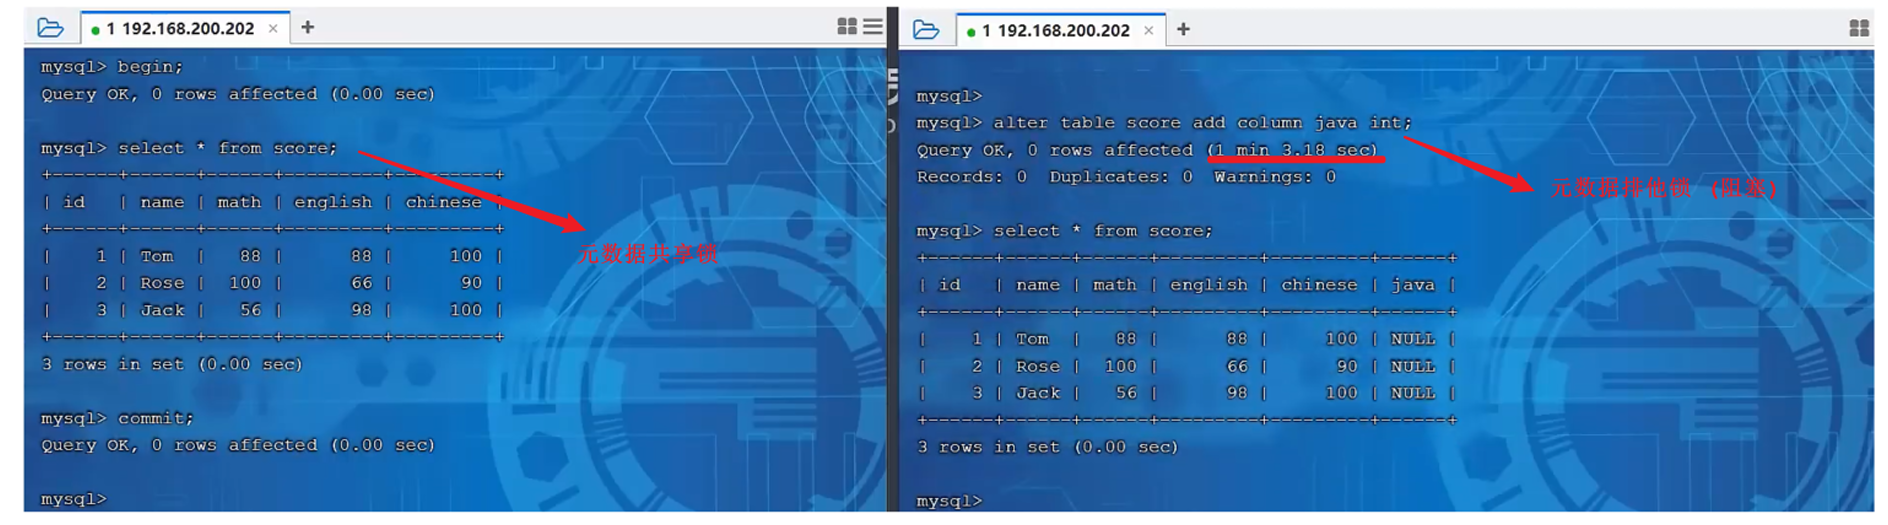 1 192.168.200.202 × +
mysql> begin;
Query OK, 0 rows affected (0.00 sec)
mysql> select * from score;
+------+------+------+---------+---------+
| id   | name | math | english | chinese |
+------+------+------+---------+---------+
|    1 | Tom  |   88 |      88 |     100 |
|    2 | Rose |  100 |      66 |      90 |
|    3 | Jack |   56 |      98 |     100 |
+------+------+------+---------+---------+
3 rows in set (0.00 sec)
mysql> commit;
Query OK, 0 rows affected (0.00 sec)
mysql>
元数据共享锁
1 192.168.200.202 × +
mysql>
mysql> alter table score add column java int;
Query OK, 0 rows affected (1 min 3.18 sec)
Records: 0  Duplicates: 0  Warnings: 0
元数据排他锁（阻塞）
mysql> select * from score;
+------+------+------+---------+---------+------+
| id   | name | math | english | chinese | java |
+------+------+------+---------+---------+------+
|    1 | Tom  |   88 |      88 |     100 | NULL |
|    2 | Rose |  100 |      66 |      90 | NULL |
|    3 | Jack |   56 |      98 |     100 | NULL |
+------+------+------+---------+---------+------+
3 rows in set (0.00 sec)
mysql>